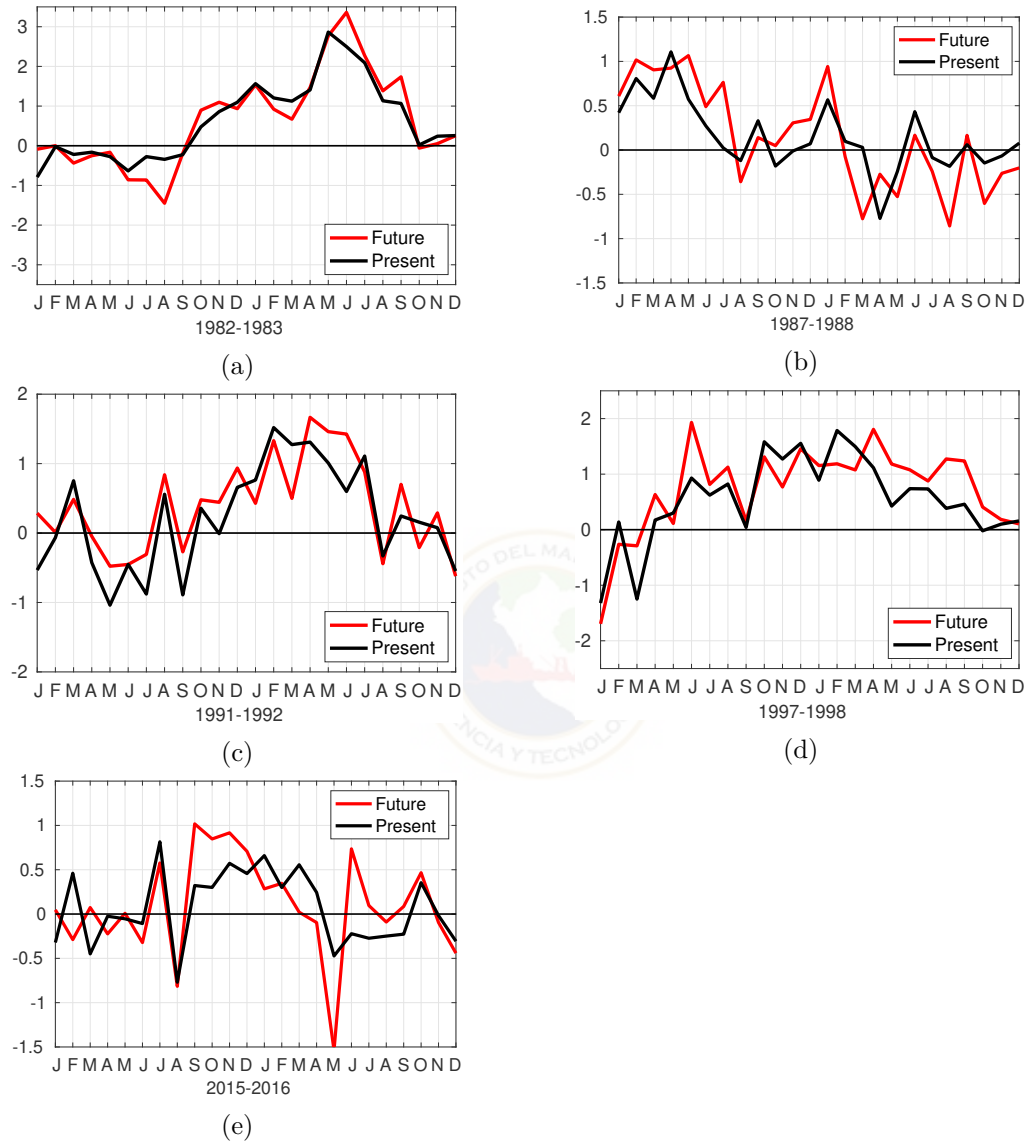 3
2
1
0
-1
-2
-3
Future
Present
J F M A M J J A S O N D J F M A M J J A S O N D
1982-1983
(a)
1.5
1
0.5
0
-0.5
-1
-1.5
Future
Present
J F M A M J J A S O N D J F M A M J J A S O N D
1987-1988
(b)
2
1
0
-1
-2
Future
Present
J F M A M J J A S O N D J F M A M J J A S O N D
1991-1992
(c)
2
1
0
-1
-2
Future
Present
J F M A M J J A S O N D J F M A M J J A S O N D
1997-1998
(d)
1.5
1
0.5
0
-0.5
-1
-1.5
Future
Present
J F M A M J J A S O N D J F M A M J J A S O N D
2015-2016
(e)